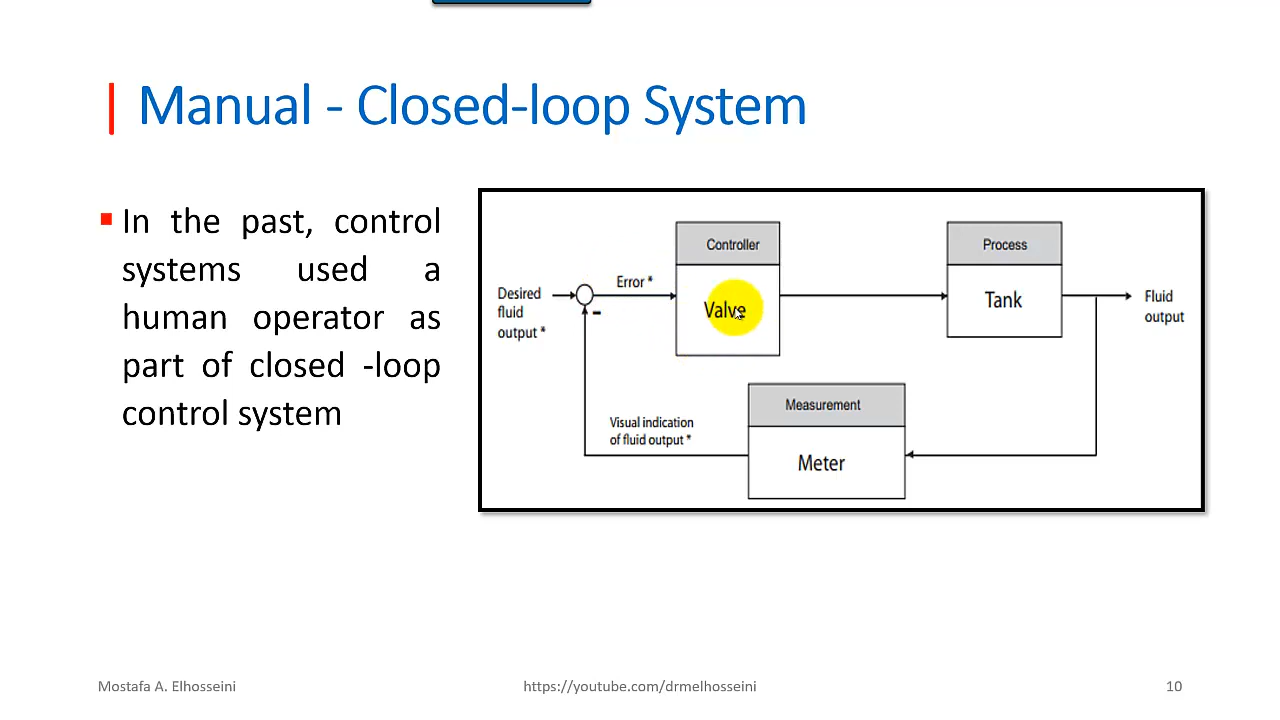 | Manual - Closed-loop System
In the past, control
systems used a
human operator as
part of closed -loop
control system
Controller
Process
Error *
Desired
fluid
output *
-
Valve
Tank
Fluid
output
Measurement
Visual indication
of fluid output *
Meter
Mostafa A. Elhosseini
https://youtube.com/drmelhosseini
10